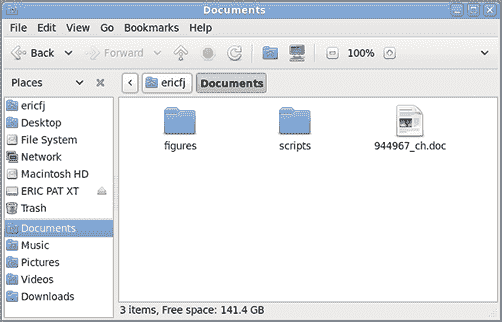 Documents
File Edit View Go Bookmarks Help
Back Forward 100%
Places ericfj Documents
ericfj
Desktop
File System
Network
Macintosh HD
ERIC PAT XT
Trash
Documents
Music
Pictures
Videos
Downloads
figures scripts 944967_ch.doc
3 items, Free space: 141.4 GB